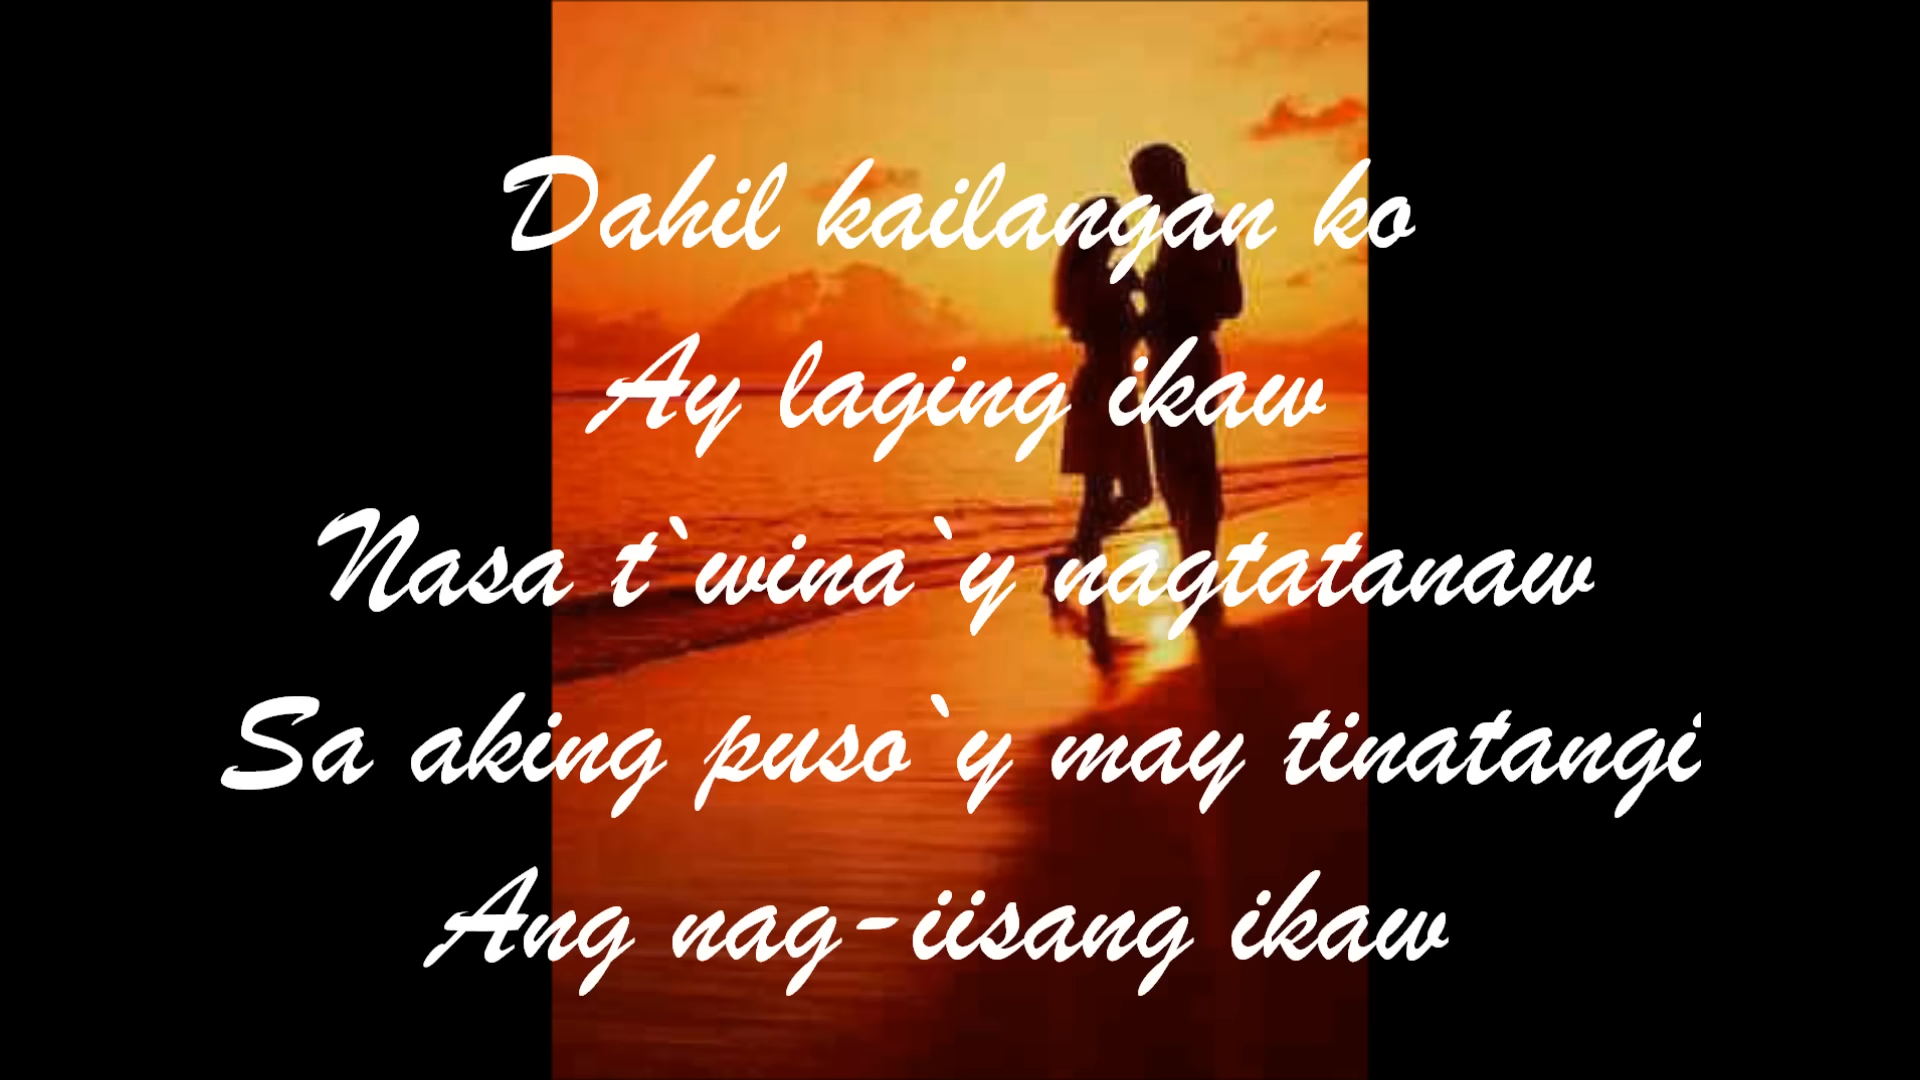 Dahil kailangan ko
Ay laging ikaw
Nasa t`wina`y nagtatanaw
Sa aking puso`y may tinatangi
Ang nag-iisang ikaw